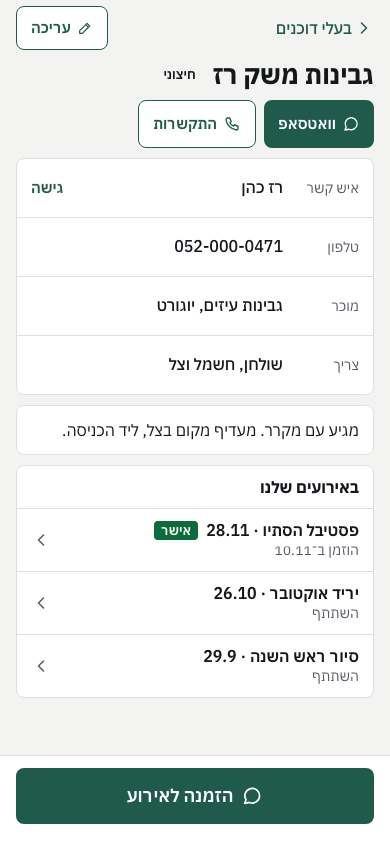 בעלי דוכנים
עריכה
גבינות משק רז
חיצוני
וואטסאפ
התקשרות
איש קשר
רז כהן
גישה
טלפון
052-000-0471
מוכר
גבינות עיזים, יוגורט
צריך
שולחן, חשמל וצל
מגיע עם מקרר. מעדיף מקום בצל, ליד הכניסה.
באירועים שלנו
פסטיבל הסתיו · 28.11 אישר
הוזמן ב־10.11
יריד אוקטובר · 26.10
השתתף
סיור ראש השנה · 29.9
השתתף
הזמנה לאירוע